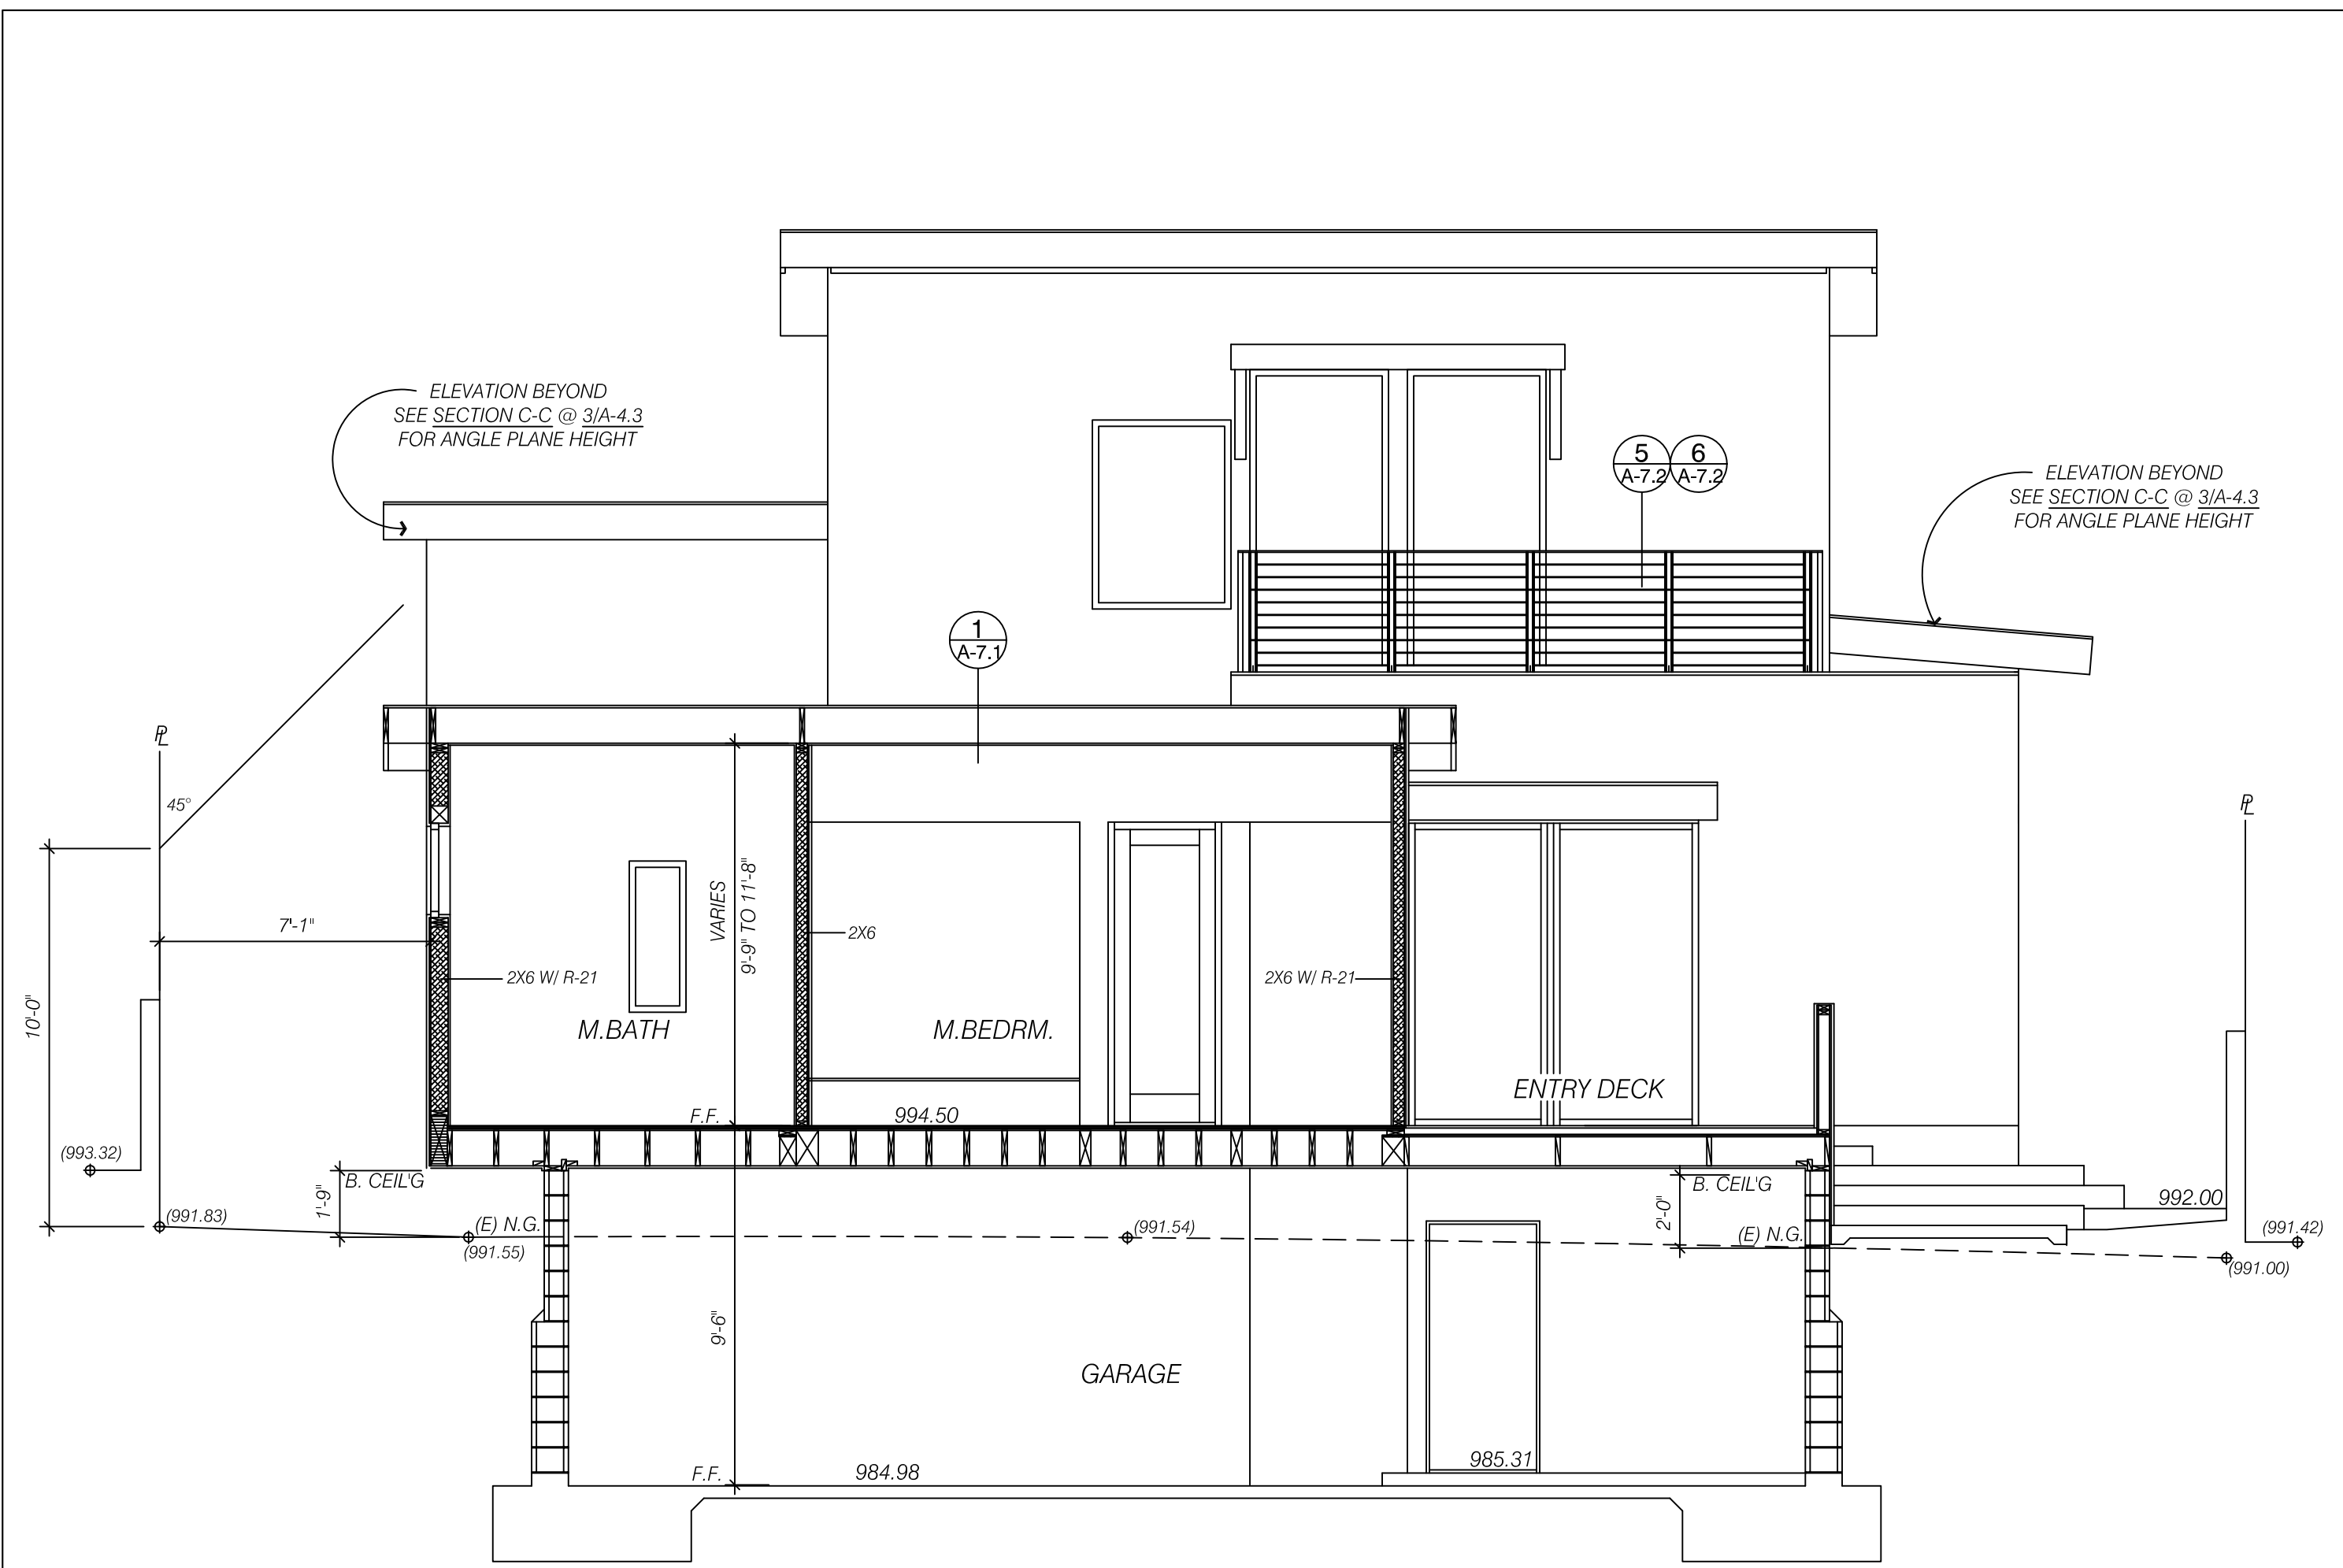 ELEVATION BEYOND
SEE SECTION C-C @ 3/A-4.3
FOR ANGLE PLANE HEIGHT
5
A-7.2
6
A-7.2
ELEVATION BEYOND
SEE SECTION C-C @ 3/A-4.3
FOR ANGLE PLANE HEIGHT
1
A-7.1
PL
45°
PL
7'-1"
10'-0"
VARIES
9'-9" TO 11'-8"
2X6
2X6 W/ R-21
2X6 W/ R-21
M.BATH
M.BEDRM.
ENTRY DECK
F.F.
994.50
(993.32)
B. CEIL'G
1'-9"
B. CEIL'G
2'-0"
992.00
(991.83)
(E) N.G.
(991.55)
(991.54)
(E) N.G.
(991.42)
(991.00)
9'-6"
GARAGE
F.F.
984.98
985.31